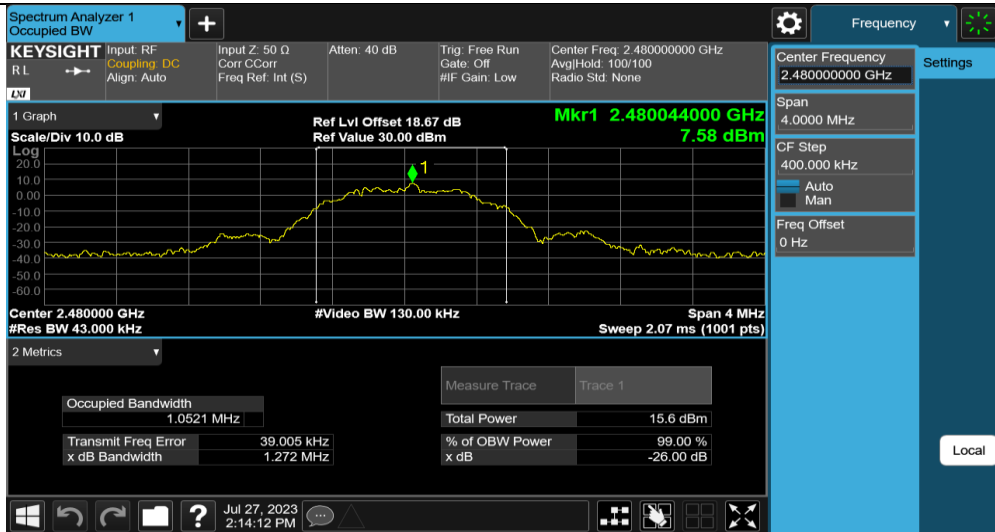 Spectrum Analyzer 1
Occupied BW
Frequency
KEYSIGHT
R L
LXI
Input: RF
Coupling: DC
Align: Auto
Input Z: 50 Ω
Corr CCorr
Freq Ref: Int (S)
Atten: 40 dB
Trig: Free Run
Gate: Off
#IF Gain: Low
Center Freq: 2.480000000 GHz
Avg|Hold: 100/100
Radio Std: None
Center Frequency
2.480000000 GHz
Settings
Span
4.0000 MHz
CF Step
400.000 kHz
Auto
Man
Freq Offset
0 Hz
Local
1 Graph
Scale/Div 10.0 dB
Ref Lvl Offset 18.67 dB
Ref Value 30.00 dBm
Mkr1 2.480044000 GHz
7.58 dBm
Log
20.0
10.0
0.00
-10.0
-20.0
-30.0
-40.0
-50.0
-60.0
1
Center 2.480000 GHz
#Video BW 130.00 kHz
Span 4 MHz
#Res BW 43.000 kHz
Sweep 2.07 ms (1001 pts)
2 Metrics
Measure Trace Trace 1
Occupied Bandwidth
1.0521 MHz
Total Power 15.6 dBm
Transmit Freq Error 39.005 kHz
% of OBW Power 99.00 %
x dB Bandwidth 1.272 MHz
x dB -26.00 dB
?
Jul 27, 2023
2:14:12 PM